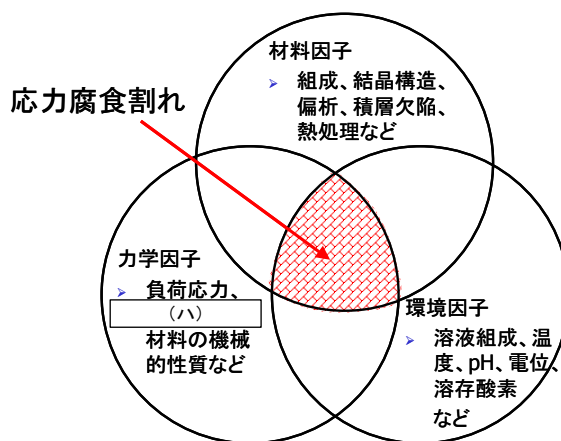 材料因子
➢ 組成、結晶構造、
偏析、積層欠陥、
熱処理など
応力腐食割れ
力学因子
➢ 負荷応力、
(ハ)
材料の機械
的性質など
環境因子
➢ 溶液組成、温
度、pH、電位、
溶存酸素
など